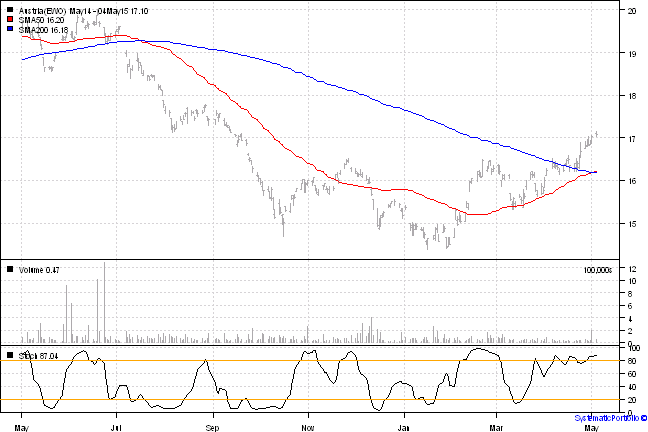 Austria(EWO) May14 - 04May15 17.10
SMA50 16.20
SMA200 16.18
20
19
18
17
16
15
Volume 0.47
100,000s
12
10
8
6
4
2
0
Stoch 87.04
100
80
60
40
20
0
May Jul Sep Nov Jan Mar May
SystematicPortfolio ©